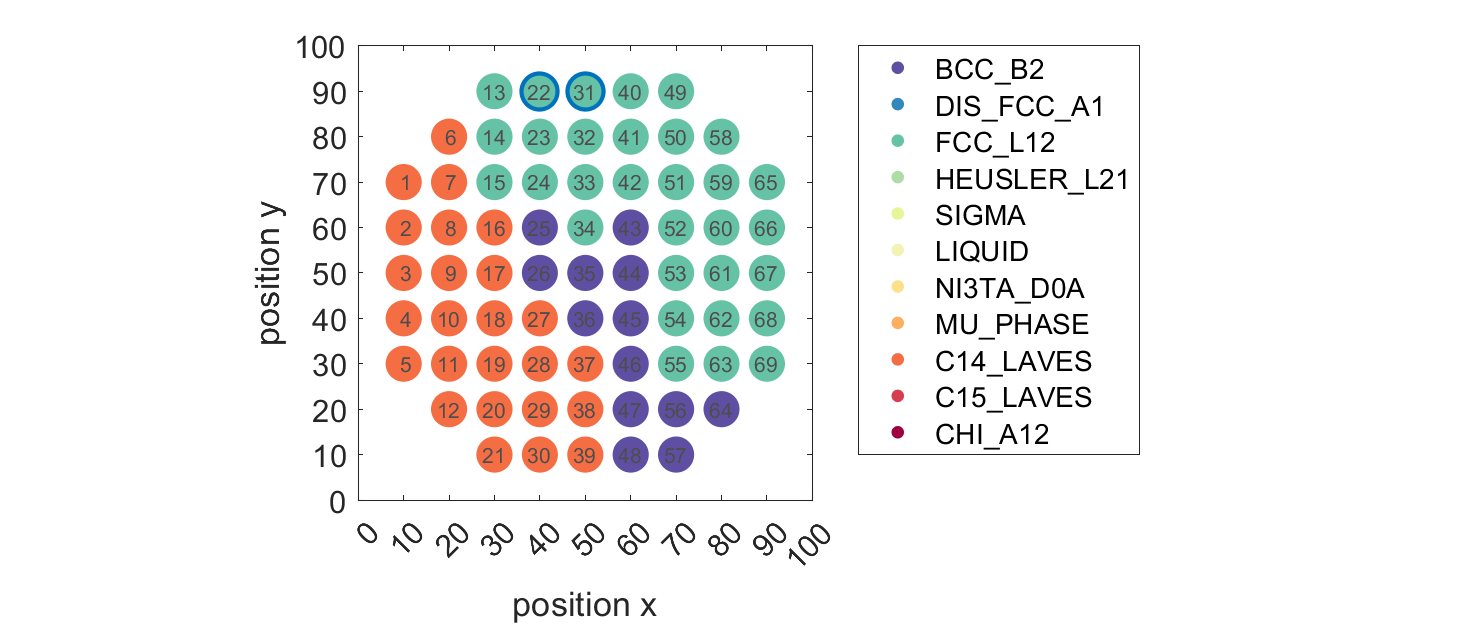 100
90
80
70
60
50
40
30
20
10
0
position y
13 22 31 40 49
6 14 23 32 41 50 58
1 7 15 24 33 42 51 59 65
2 8 16 25 34 43 52 60 66
3 9 17 26 35 44 53 61 67
4 10 18 27 36 45 54 62 68
5 11 19 28 37 46 55 63 69
12 20 29 38 47 56 64
21 30 39 48 57
0 10 20 30 40 50 60 70 80 90 100
position x
BCC_B2
DIS_FCC_A1
FCC_L12
HEUSLER_L21
SIGMA
LIQUID
NI3TA_D0A
MU_PHASE
C14_LAVES
C15_LAVES
CHI_A12